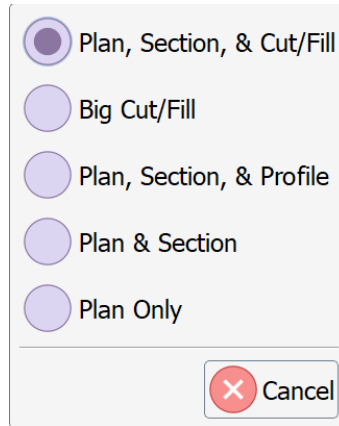 Plan, Section, & Cut/Fill
Big Cut/Fill
Plan, Section, & Profile
Plan & Section
Plan Only
Cancel